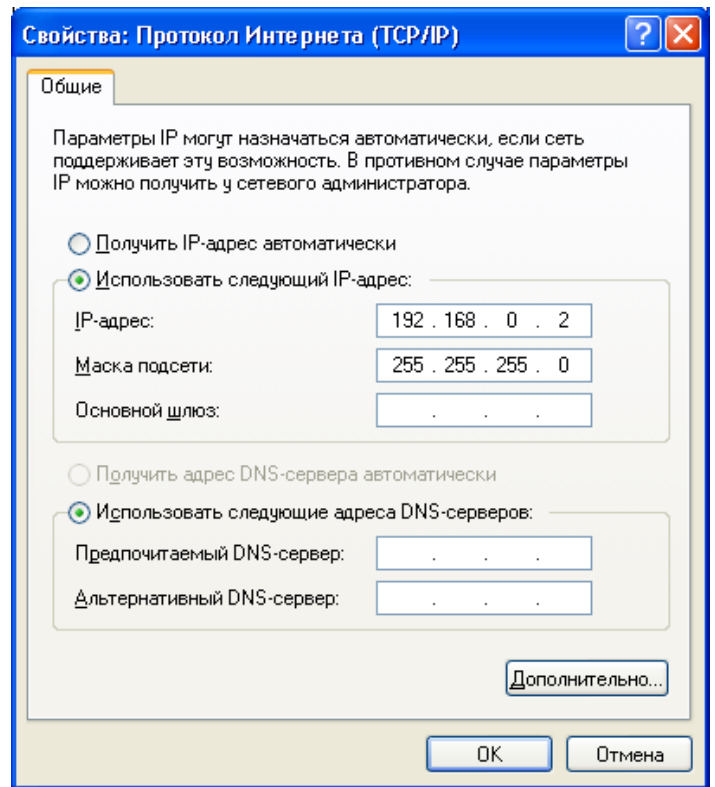 Свойства: Протокол Интернета (TCP/IP)
Общие
Параметры IP могут назначаться автоматически, если сеть
поддерживает эту возможность. В противном случае параметры
IP можно получить у сетевого администратора.
Получить IP-адрес автоматически
Использовать следующий IP-адрес:
IP-адрес: 192 . 168 . 0 . 2
Маска подсети: 255 . 255 . 255 . 0
Основной шлюз: . . .
Получить адрес DNS-сервера автоматически
Использовать следующие адреса DNS-серверов:
Предпочитаемый DNS-сервер: . . .
Альтернативный DNS-сервер: . . .
Дополнительно...
OK Отмена